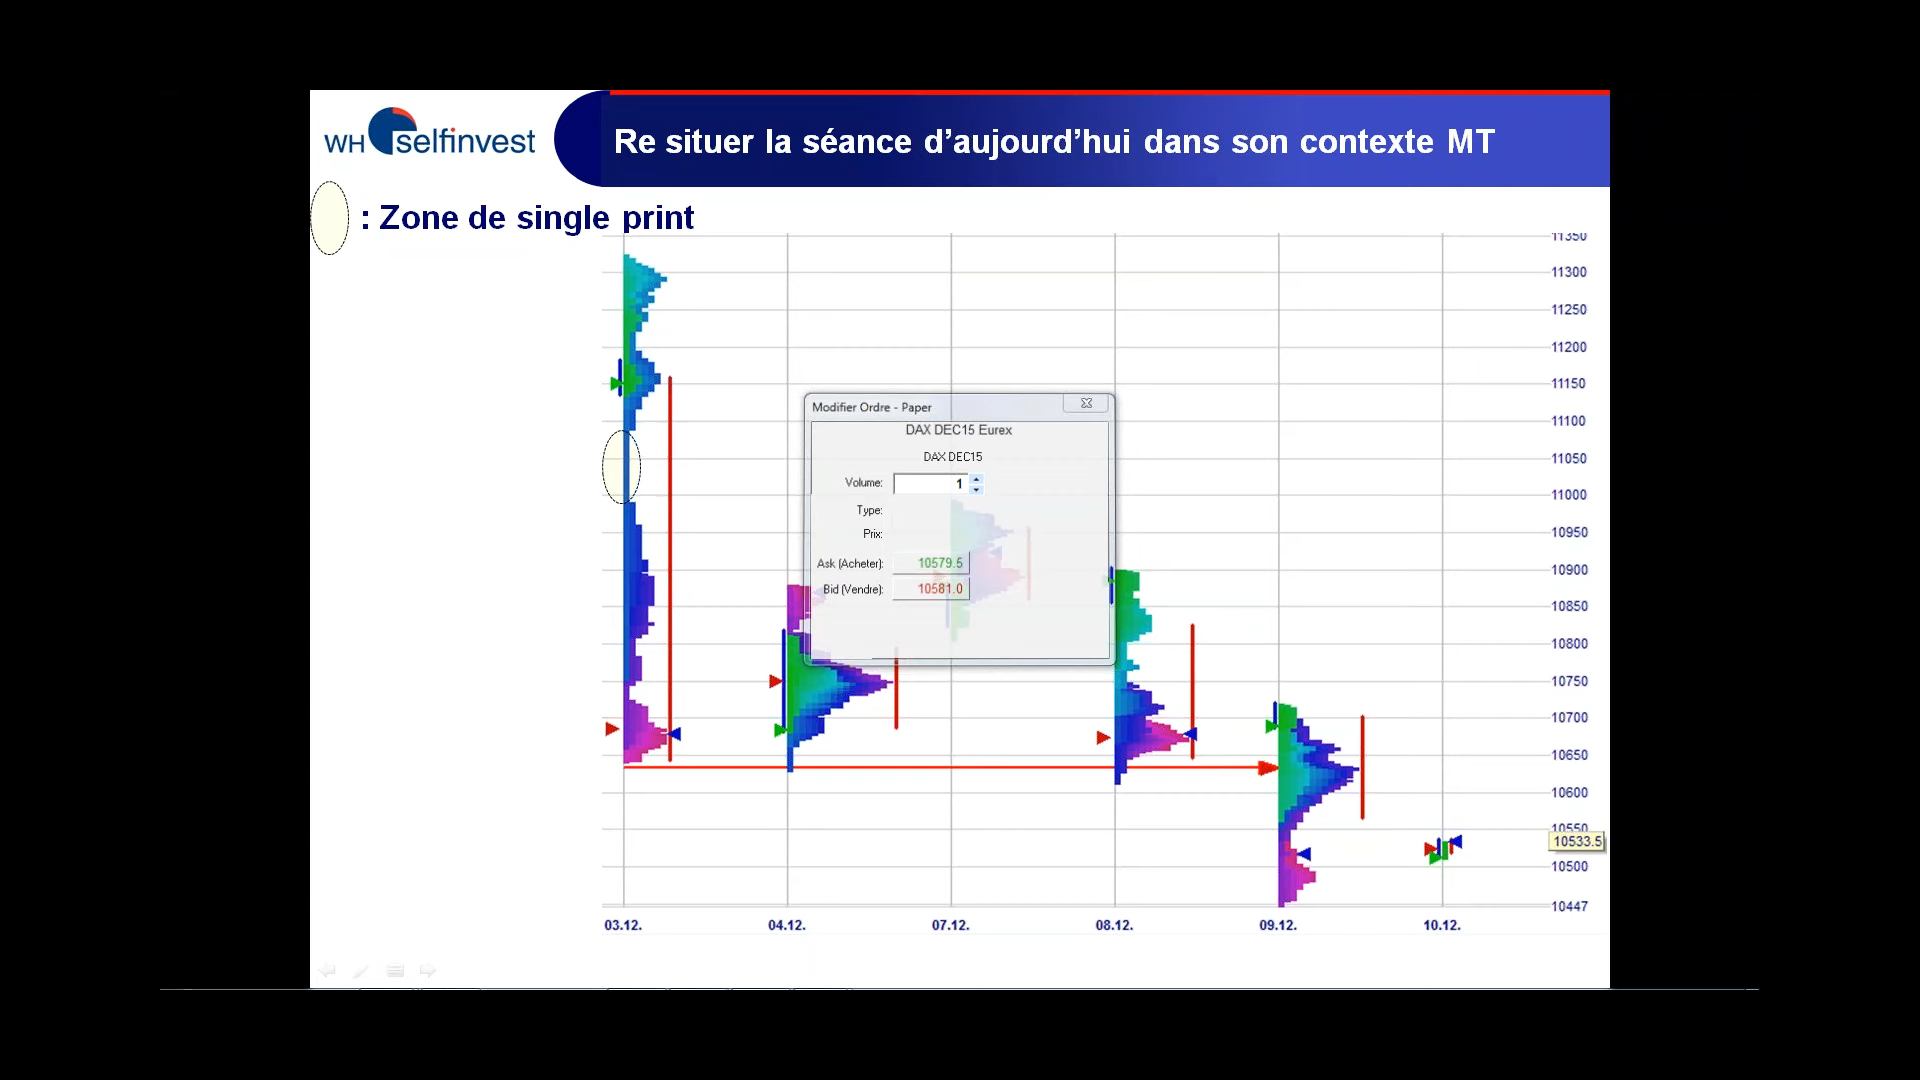 WH selfinvest
Re situer la séance d’aujourd’hui dans son contexte MT
: Zone de single print
11350
11300
11250
11200
11150
11100
11050
11000
10950
10900
10850
10800
10750
10700
10650
10600
10550
10533.5
10500
10447
Modifier Ordre - Paper
DAX DEC15 Eurex
DAX DEC15
Volume: 1
Type:
Prix:
Ask (Acheter): 10579.5
Bid (Vendre): 10581.0
03.12. 04.12. 07.12. 08.12. 09.12. 10.12.